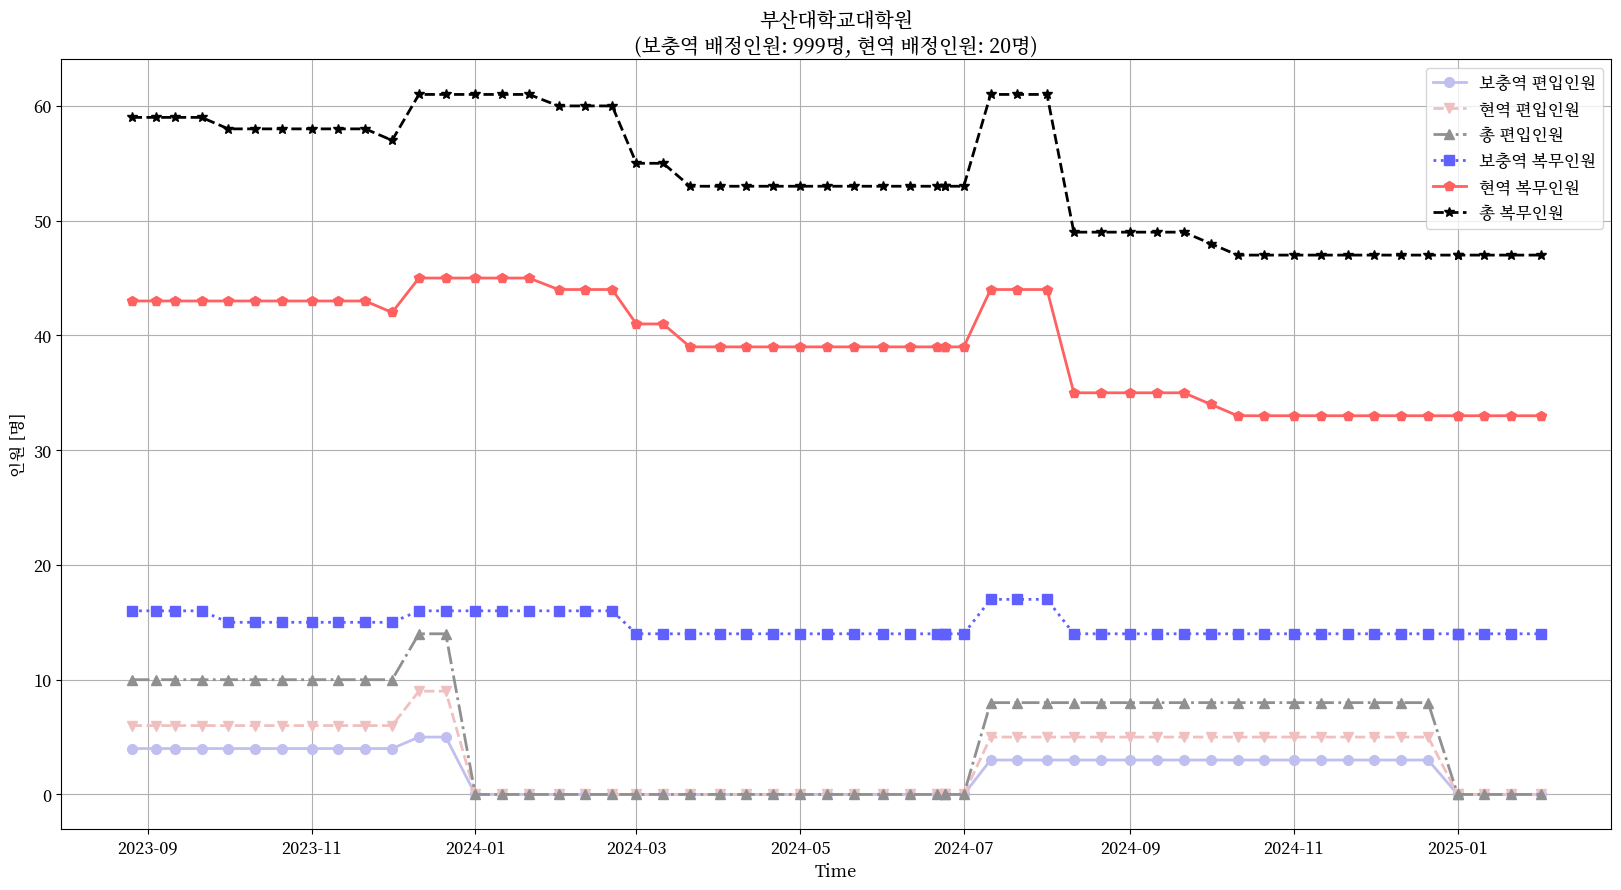 부산대학교대학원
(보충역 배정인원: 999명, 현역 배정인원: 20명)
보충역 편입인원
현역 편입인원
총 편입인원
보충역 복무인원
현역 복무인원
총 복무인원
인원 [명]
60
50
40
30
20
10
0
2023-09
2023-11
2024-01
2024-03
2024-05
2024-07
2024-09
2024-11
2025-01
Time